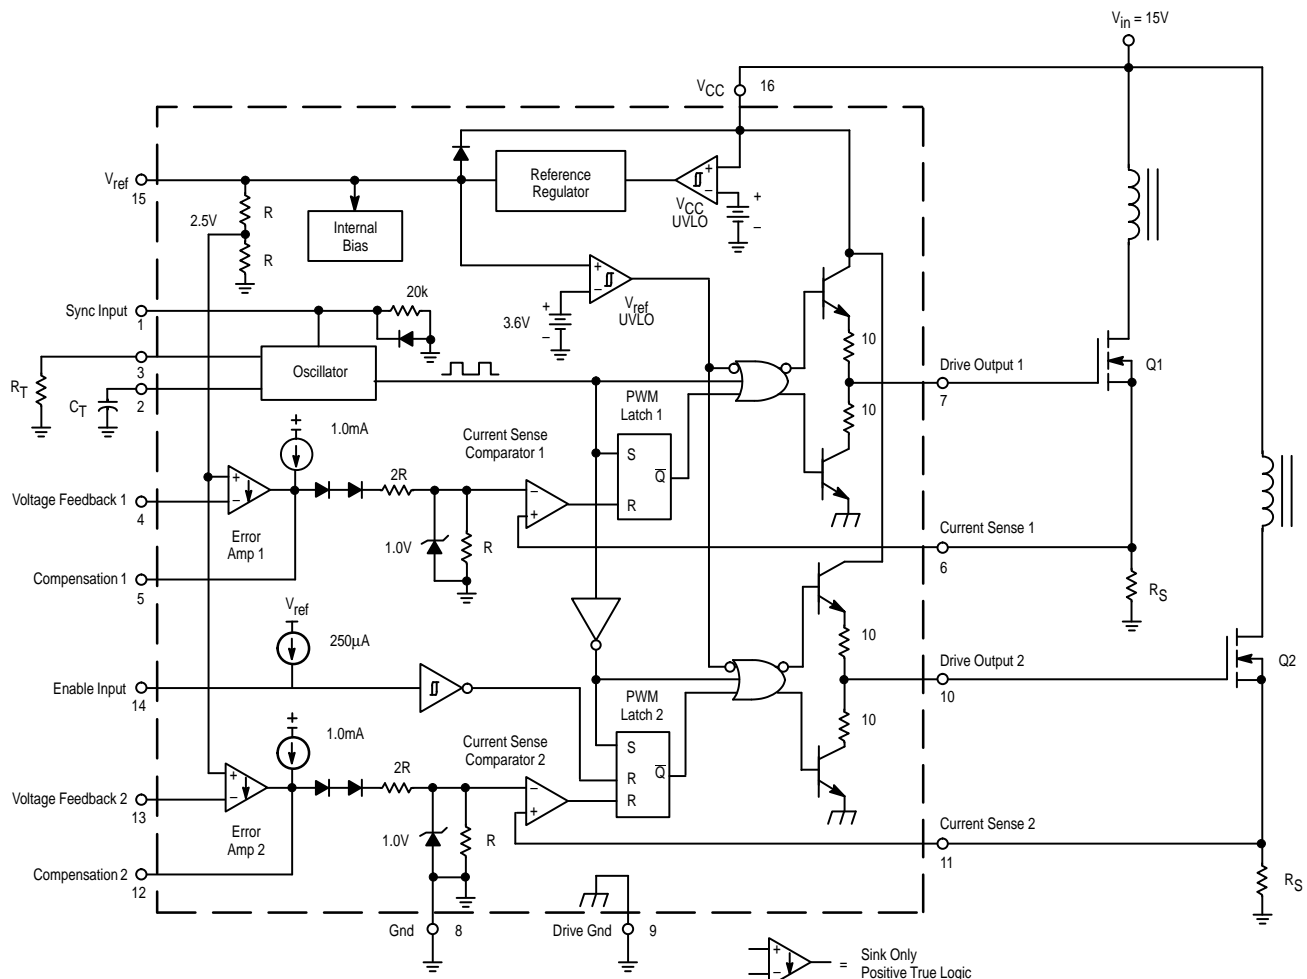 Vin = 15V
VCC 16
Vref
15
Reference
Regulator
+
–
VCC
UVLO
+
–
R
2.5V
R
Internal
Bias
Sync Input
1
20k
+
–
Vref
UVLO
3.6V
+
–
3
RT
2
CT
Oscillator
10
Drive Output 1
7
Q1
10
PWM
Latch 1
S
R
Q
+
1.0mA
Current Sense
Comparator 1
2R
–
+
Voltage Feedback 1
4
+
–
Error
Amp 1
1.0V
R
Current Sense 1
6
RS
Compensation 1
5
Vref
250µA
Enable Input
14
10
Drive Output 2
10
Q2
10
PWM
Latch 2
S
R
R
Q
+
1.0mA
Current Sense
Comparator 2
2R
–
+
Voltage Feedback 2
13
+
–
Error
Amp 2
1.0V
R
Current Sense 2
11
RS
Compensation 2
12
Gnd 8
Drive Gnd 9
+
–
= Sink Only
Positive True Logic